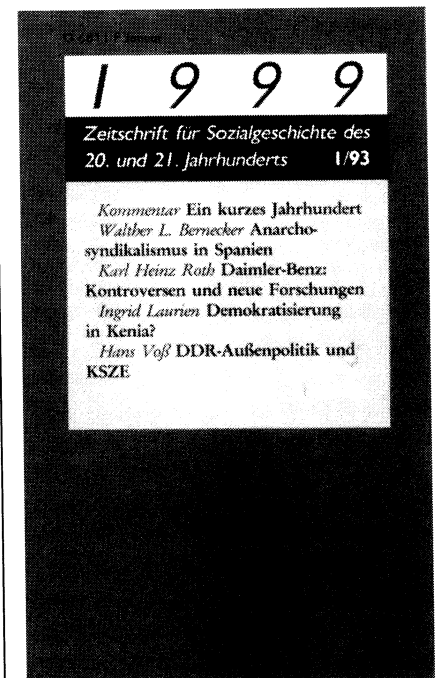 1 9 9 9
Zeitschrift für Sozialgeschichte des
20. und 21. Jahrhunderts 1/93
Kommentar Ein kurzes Jahrhundert
Walther L. Bernecker Anarcho-
syndikalismus in Spanien
Karl Heinz Roth Daimler-Benz:
Kontroversen und neue Forschungen
Ingrid Laurien Demokratisierung
in Kenia?
Hans Voß DDR-Außenpolitik und
KSZE